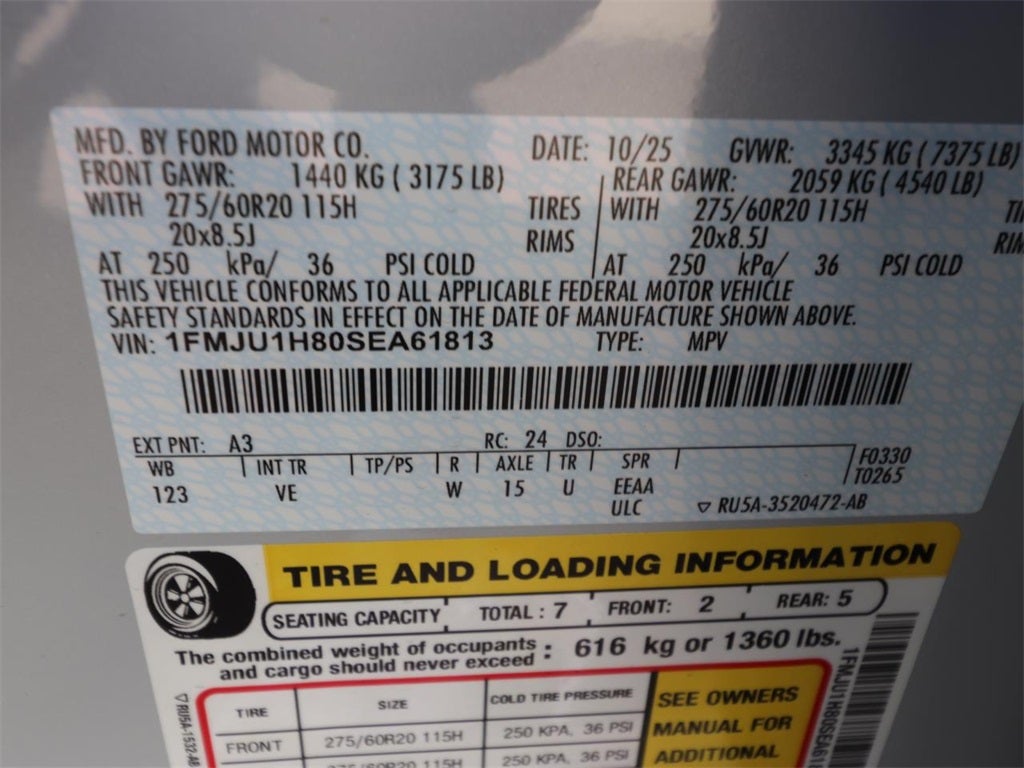 MFD. BY FORD MOTOR CO. DATE: 10/25 GVWR: 3345 KG ( 7375 LB)
FRONT GAWR: 1440 KG ( 3175 LB) REAR GAWR: 2059 KG ( 4540 LB)
WITH 275/60R20 115H TIRES WITH 275/60R20 115H
20x8.5J RIMS 20x8.5J
AT 250 kPa/ 36 PSI COLD AT 250 kPa/ 36 PSI COLD
THIS VEHICLE CONFORMS TO ALL APPLICABLE FEDERAL MOTOR VEHICLE
SAFETY STANDARDS IN EFFECT ON THE DATE OF MANUFACTURE SHOWN ABOVE.
VIN: 1FMJU1H80SEA61813 TYPE: MPV
EXT PNT: A3 RC: 24 DSO:
WB INT TR TP/PS R AXLE TR SPR F0330
123 VE W 15 U EEAA T0265
ULC RU5A-3520472-AB
TIRE AND LOADING INFORMATION
SEATING CAPACITY TOTAL : 7 FRONT: 2 REAR: 5
The combined weight of occupants
and cargo should never exceed : 616 kg or 1360 lbs.
TIRE SIZE COLD TIRE PRESSURE
FRONT 275/60R20 115H 250 KPA, 36 PSI
275/60R20 115H 250 KPA, 36 PSI
SEE OWNERS
MANUAL FOR
ADDITIONAL
RU5A-1532-AB
1FMJU1H80SEA61